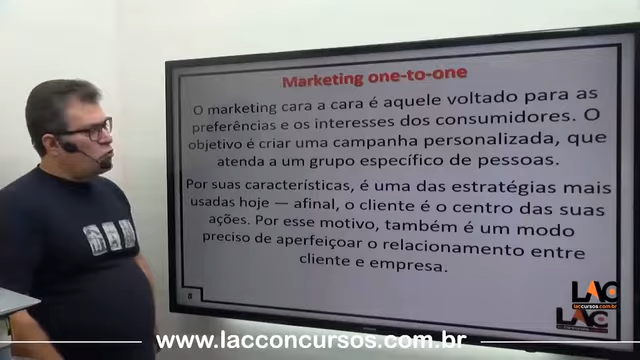 Marketing one-to-one
O marketing cara a cara é aquele voltado para as
preferências e os interesses dos consumidores. O
objetivo é criar uma campanha personalizada, que
atenda a um grupo específico de pessoas.
Por suas características, é uma das estratégias mais
usadas hoje — afinal, o cliente é o centro das suas
ações. Por esse motivo, também é um modo
preciso de aperfeiçoar o relacionamento entre
cliente e empresa.
8
LAC
laccursos.com.br
LAC
www.lacconcursos.com.br